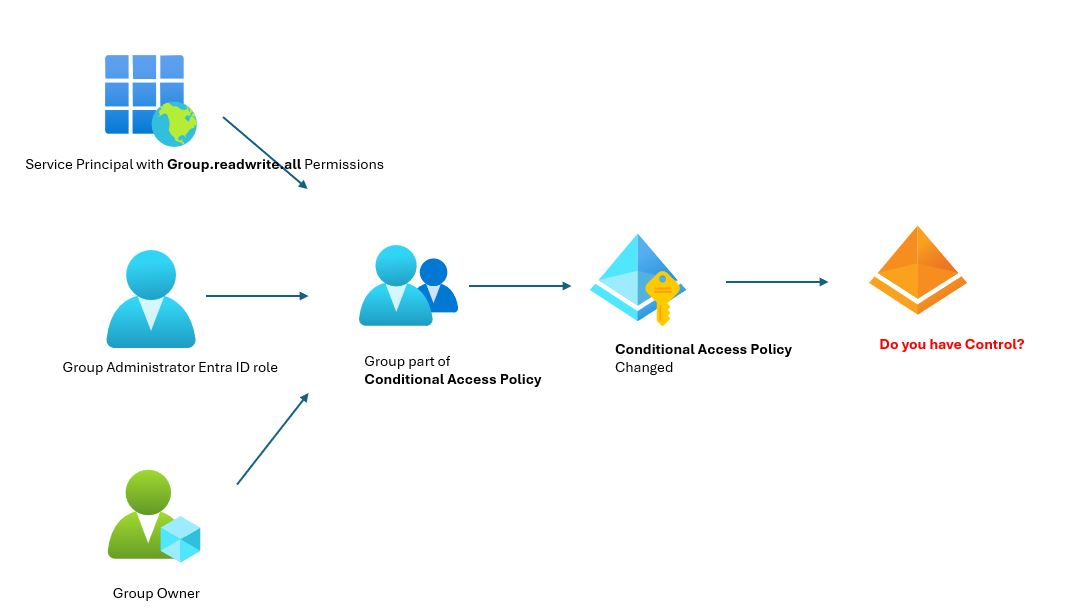 Service Principal with Group.readwrite.all Permissions
Group Administrator Entra ID role
Group part of
Conditional Access Policy
Conditional Access Policy
Changed
Do you have Control?
Group Owner